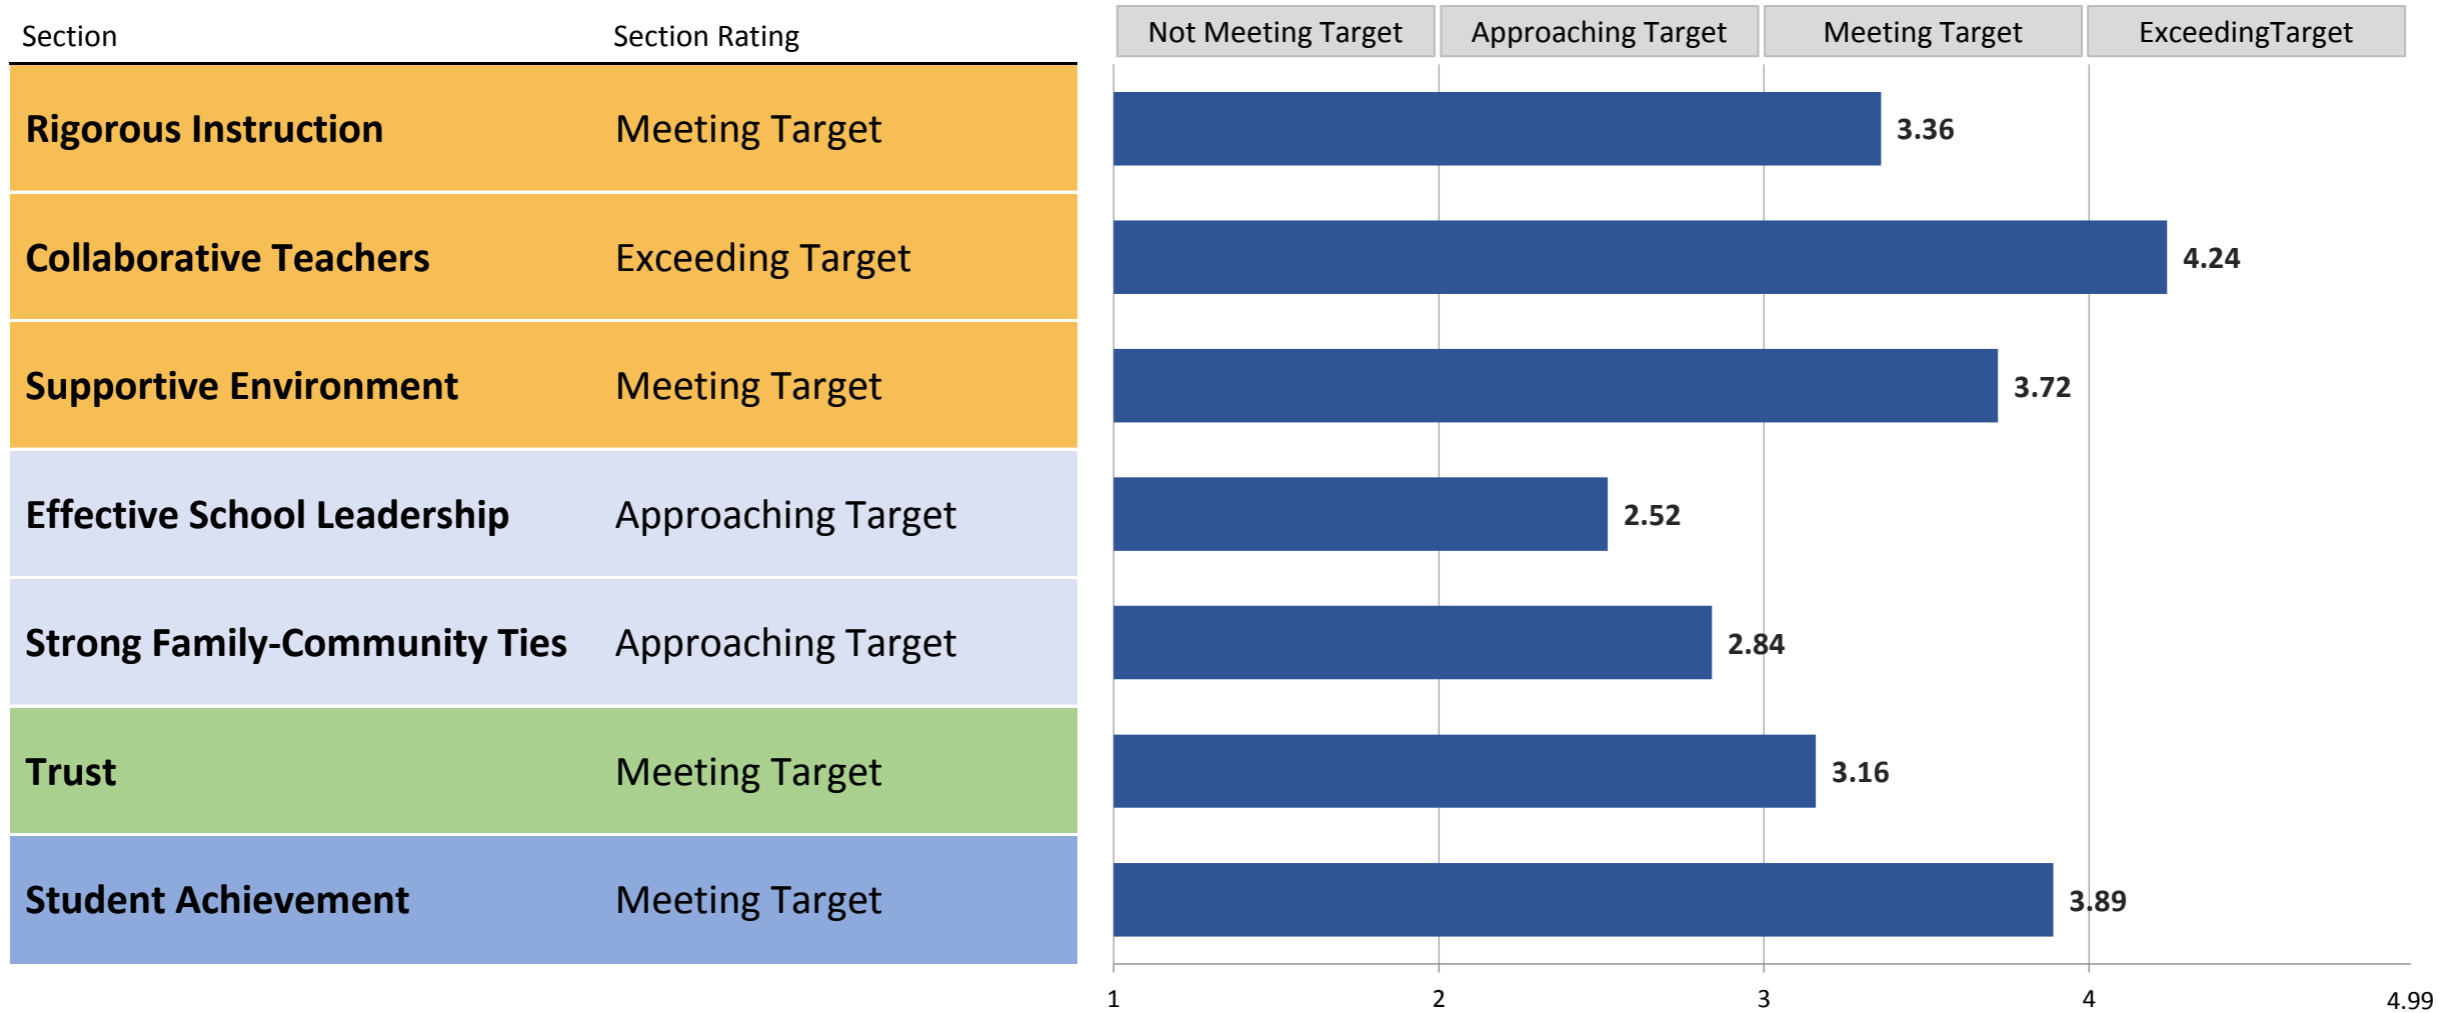 Section Section Rating Not Meeting Target Approaching Target Meeting Target ExceedingTarget
Rigorous Instruction Meeting Target 3.36
Collaborative Teachers Exceeding Target 4.24
Supportive Environment Meeting Target 3.72
Effective School Leadership Approaching Target 2.52
Strong Family-Community Ties Approaching Target 2.84
Trust Meeting Target 3.16
Student Achievement Meeting Target 3.89
1 2 3 4 4.99